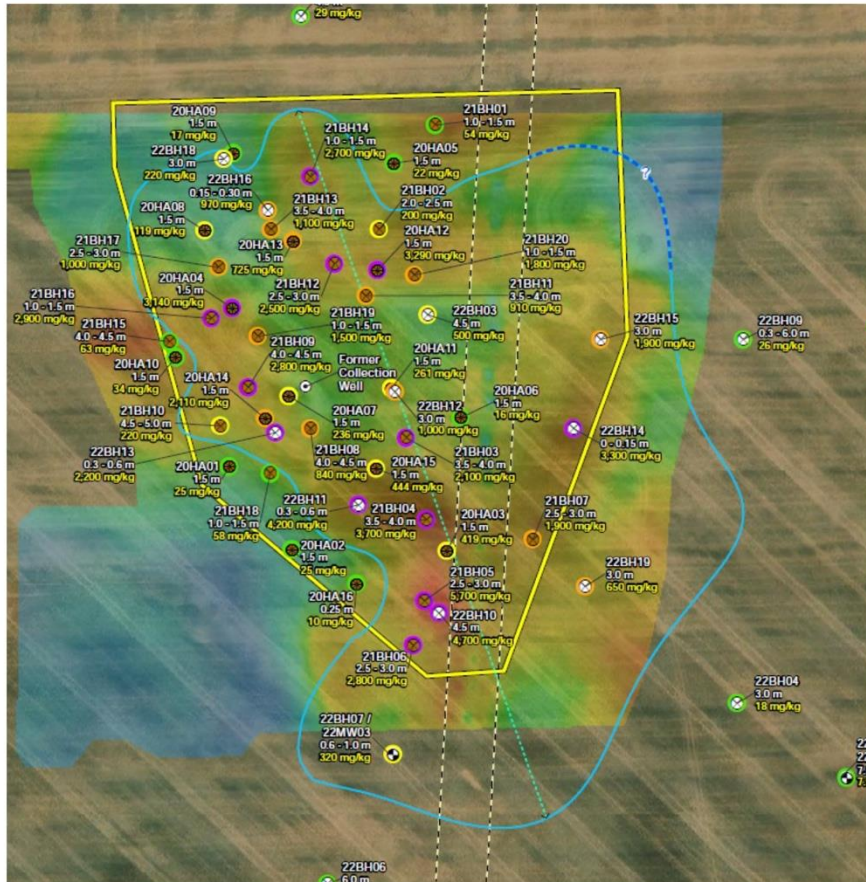 29 mg/kg
20HA09
1.5 m
17 mg/kg
21BH14
1.0 - 1.5 m
2,700 mg/kg
21BH01
1.0 - 1.5 m
54 mg/kg
22BH18
3.0 m
220 mg/kg
20HA05
1.5 m
22 mg/kg
22BH16
0.15 - 0.30 m
970 mg/kg
21BH13
3.5 - 4.0 m
1,100 mg/kg
21BH02
2.0 - 2.5 m
200 mg/kg
20HA08
1.5 m
119 mg/kg
20HA13
1.5 m
725 mg/kg
20HA12
1.5 m
3,290 mg/kg
21BH20
1.0 - 1.5 m
1,800 mg/kg
21BH17
2.5 - 3.0 m
1,000 mg/kg
21BH12
2.5 - 3.0 m
2,500 mg/kg
21BH11
3.5 - 4.0 m
910 mg/kg
20HA04
1.5 m
3,140 mg/kg
21BH16
1.0 - 1.5 m
2,900 mg/kg
21BH19
1.0 - 1.5 m
1,500 mg/kg
22BH03
4.5 m
500 mg/kg
22BH15
3.0 m
1,900 mg/kg
22BH09
0.3 - 6.0 m
26 mg/kg
21BH15
4.0 - 4.5 m
63 mg/kg
21BH09
4.0 - 4.5 m
2,800 mg/kg
Former
Collection
Well
20HA11
1.5 m
261 mg/kg
20HA10
1.5 m
34 mg/kg
20HA14
1.5 m
2,110 mg/kg
20HA06
1.5 m
16 mg/kg
21BH10
4.5 - 5.0 m
220 mg/kg
20HA07
1.5 m
236 mg/kg
22BH12
3.0 m
1,000 mg/kg
22BH14
0 - 0.15 m
3,300 mg/kg
22BH13
0.3 - 0.6 m
2,200 mg/kg
21BH08
4.0 - 4.5 m
840 mg/kg
21BH03
3.5 - 4.0 m
2,100 mg/kg
20HA01
1.5 m
25 mg/kg
20HA15
1.5 m
444 mg/kg
22BH11
0.3 - 0.6 m
4,200 mg/kg
21BH04
3.5 - 4.0 m
3,700 mg/kg
20HA03
1.5 m
419 mg/kg
21BH07
2.5 - 3.0 m
1,900 mg/kg
21BH18
1.0 - 1.5 m
58 mg/kg
20HA02
1.5 m
25 mg/kg
20HA16
0.25 m
10 mg/kg
21BH05
2.5 - 3.0 m
5,700 mg/kg
22BH19
3.0 m
650 mg/kg
22BH10
4.5 m
4,700 mg/kg
21BH06
2.5 - 3.0 m
2,800 mg/kg
22BH04
3.0 m
18 mg/kg
22BH07 /
22MW03
0.6 - 1.0 m
320 mg/kg
22BH06
6.0 m